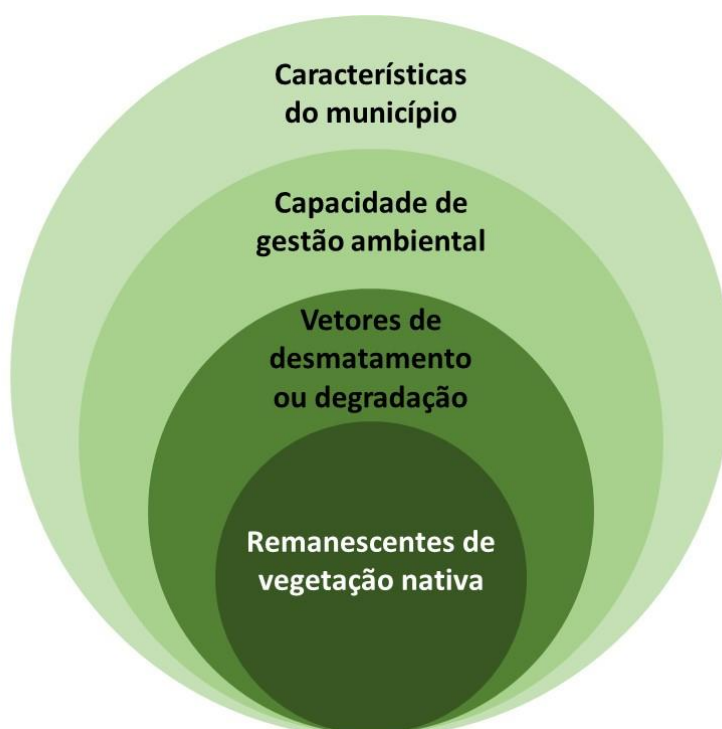 Características
do município
Capacidade de
gestão ambiental
Vetores de
desmatamento
ou degradação
Remanescentes de
vegetação nativa